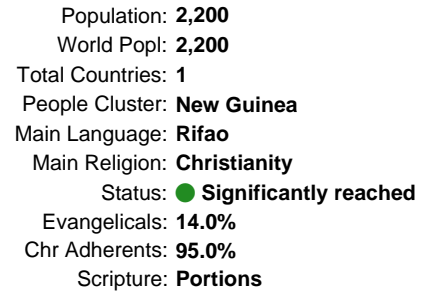 Population: 2,200
World Popl: 2,200
Total Countries: 1
People Cluster: New Guinea
Main Language: Rifao
Main Religion: Christianity
Status: Significantly reached
Evangelicals: 14.0%
Chr Adherents: 95.0%
Scripture: Portions